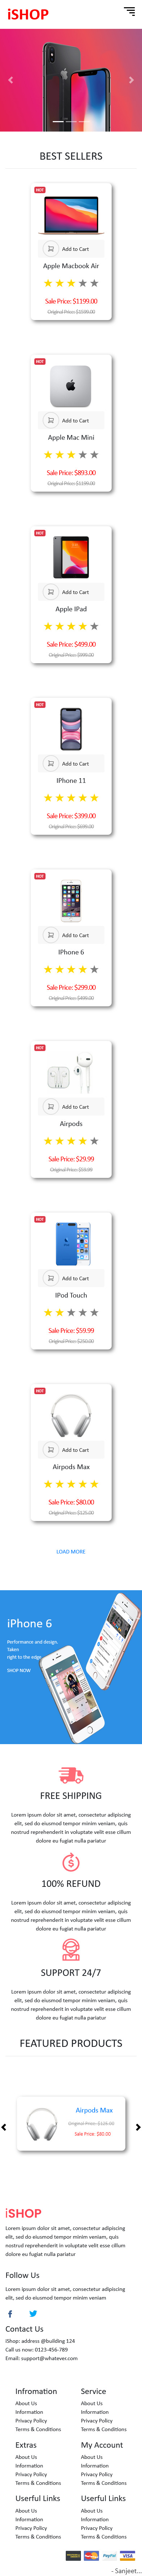 iSHOP
BEST SELLERS
HOT
Add to Cart
Apple Macbook Air
Sale Price: $1199.00
Original Price: $1599.00
HOT
Add to Cart
Apple Mac Mini
Sale Price: $893.00
Original Price: $1199.00
HOT
Add to Cart
Apple IPad
Sale Price: $499.00
Original Price: $999.00
HOT
Add to Cart
IPhone 11
Sale Price: $399.00
Original Price: $699.00
HOT
Add to Cart
IPhone 6
Sale Price: $299.00
Original Price: $499.00
HOT
Add to Cart
Airpods
Sale Price: $29.99
Original Price: $59.99
HOT
Add to Cart
IPod Touch
Sale Price: $59.99
Original Price: $250.00
HOT
Add to Cart
Airpods Max
Sale Price: $80.00
Original Price: $125.00
LOAD MORE
iPhone 6
Performance and design.
Taken
right to the edge
SHOP NOW
FREE SHIPPING
Lorem ipsum dolor sit amet, consectetur adipiscing
elit, sed do eiusmod tempor minim veniam, quis
nostrud reprehenderit in voluptate velit esse cillum
dolore eu fugiat nulla pariatur
100% REFUND
Lorem ipsum dolor sit amet, consectetur adipiscing
elit, sed do eiusmod tempor minim veniam, quis
nostrud reprehenderit in voluptate velit esse cillum
dolore eu fugiat nulla pariatur
SUPPORT 24/7
Lorem ipsum dolor sit amet, consectetur adipiscing
elit, sed do eiusmod tempor minim veniam, quis
nostrud reprehenderit in voluptate velit esse cillum
dolore eu fugiat nulla pariatur
FEATURED PRODUCTS
Airpods Max
Original Price: $125.00
Sale Price: $80.00
iSHOP
Lorem ipsum dolor sit amet, consectetur adipiscing
elit, sed do eiusmod tempor minim veniam, quis
nostrud reprehenderit in voluptate velit esse cillum
dolore eu fugiat nulla pariatur
Follow Us
Lorem ipsum dolor sit amet, consectetur adipiscing
elit, sed do eiusmod tempor minim veniam
Contact Us
iShop: address @building 124
Call us now: 0123-456-789
Email: support@whatever.com
Infromation Service
About Us About Us
Information Information
Privacy Policy Privacy Policy
Terms & Conditions Terms & Conditions
Extras My Account
About Us About Us
Information Information
Privacy Policy Privacy Policy
Terms & Conditions Terms & Conditions
Userful Links Userful Links
About Us About Us
Information Information
Privacy Policy Privacy Policy
Terms & Conditions Terms & Conditions
PayPal VISA
- Sanjeet...